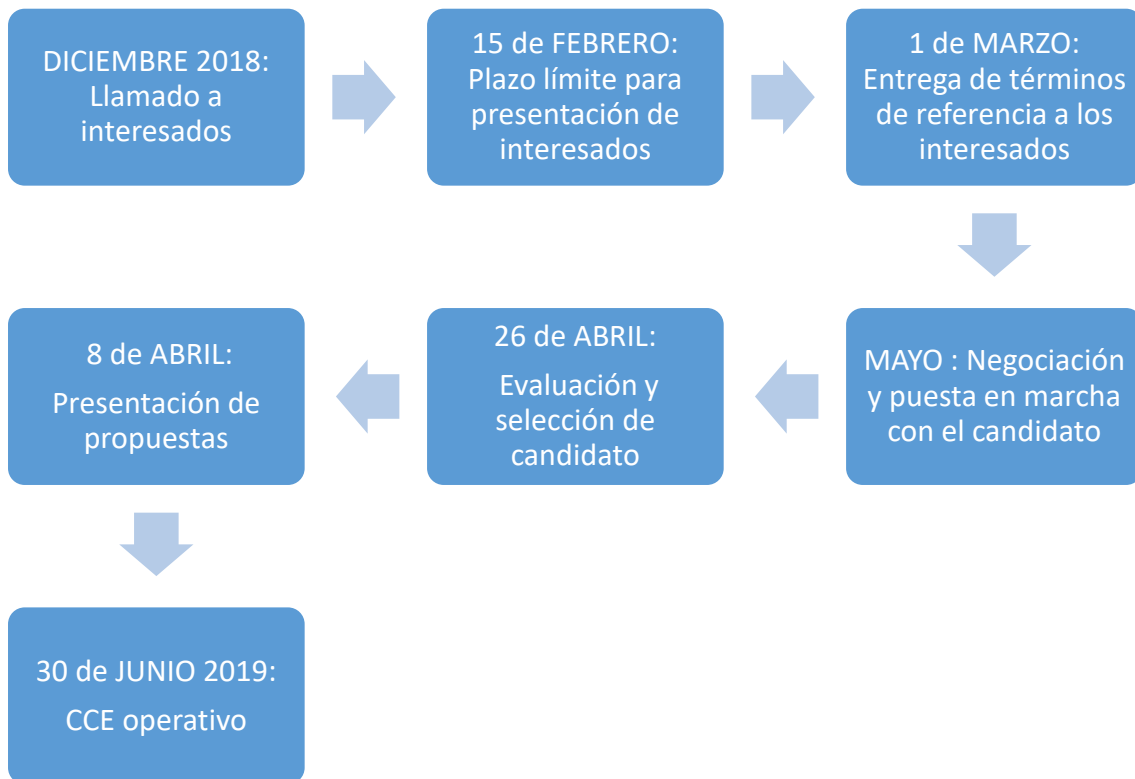 DICIEMBRE 2018:
Llamado a
interesados
15 de FEBRERO:
Plazo límite para
presentación de
interesados
1 de MARZO:
Entrega de términos
de referencia a los
interesados
MAYO : Negociación
y puesta en marcha
con el candidato
26 de ABRIL:
Evaluación y
selección de
candidato
8 de ABRIL:
Presentación de
propuestas
30 de JUNIO 2019:
CCE operativo